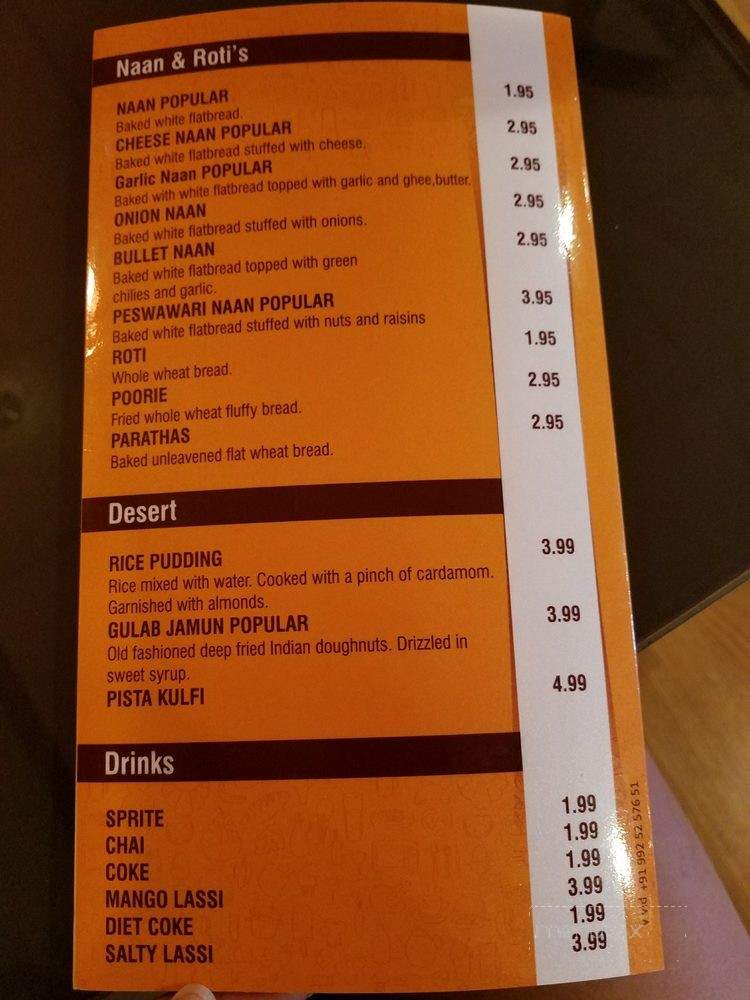 Naan & Roti's
NAAN POPULAR 1.95
Baked white flatbread.
CHEESE NAAN POPULAR 2.95
Baked white flatbread stuffed with cheese.
Garlic Naan POPULAR 2.95
Baked with white flatbread topped with garlic and ghee,butter.
ONION NAAN 2.95
Baked white flatbread stuffed with onions.
BULLET NAAN 2.95
Baked white flatbread topped with green
chilies and garlic.
PESWAWARI NAAN POPULAR 3.95
Baked white flatbread stuffed with nuts and raisins
ROTI 1.95
Whole wheat bread.
POORIE 2.95
Fried whole wheat fluffy bread.
PARATHAS 2.95
Baked unleavened flat wheat bread.
Desert
RICE PUDDING 3.99
Rice mixed with water. Cooked with a pinch of cardamom.
Garnished with almonds.
GULAB JAMUN POPULAR 3.99
Old fashioned deep fried Indian doughnuts. Drizzled in
sweet syrup.
PISTA KULFI 4.99
Drinks
SPRITE 1.99
CHAI 1.99
COKE 1.99
MANGO LASSI 3.99
DIET COKE 1.99
SALTY LASSI 3.99
+91 992 52 576 51